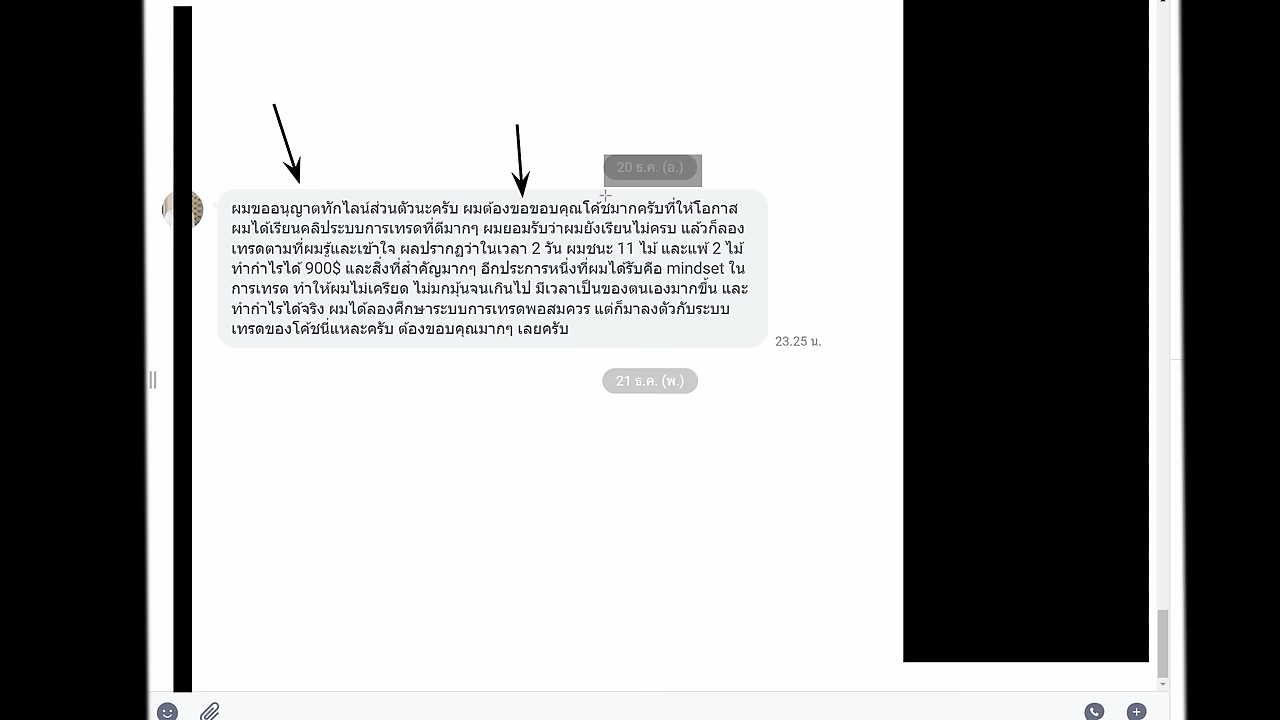 20 ธ.ค. (อ.)
ผมขออนุญาตทักไลน์ส่วนตัวนะครับ ผมต้องขอขอบคุณโค้ชมากครับที่ให้โอกาส
ผมได้เรียนคลิประบบการเทรดที่ดีมากๆ ผมยอมรับว่าผมยังเรียนไม่ครบ แล้วก็ลอง
เทรดตามที่ผมรู้และเข้าใจ ผลปรากฏว่าในเวลา 2 วัน ผมชนะ 11 ไม้ และแพ้ 2 ไม้
ทำกำไรได้ 900$ และสิ่งที่สำคัญมากๆ อีกประการหนึ่งที่ผมได้รับคือ mindset ใน
การเทรด ทำให้ผมไม่เครียด ไม่มกมุ้นจนเกินไป มีเวลาเป็นของตนเองมากขึ้น และ
ทำกำไรได้จริง ผมได้ลองศึกษาระบบการเทรดพอสมควร แต่ก็มาลงตัวกับระบบ
เทรดของโค้ชนี่แหละครับ ต้องขอบคุณมากๆ เลยครับ
23.25 น.
21 ธ.ค. (พ.)